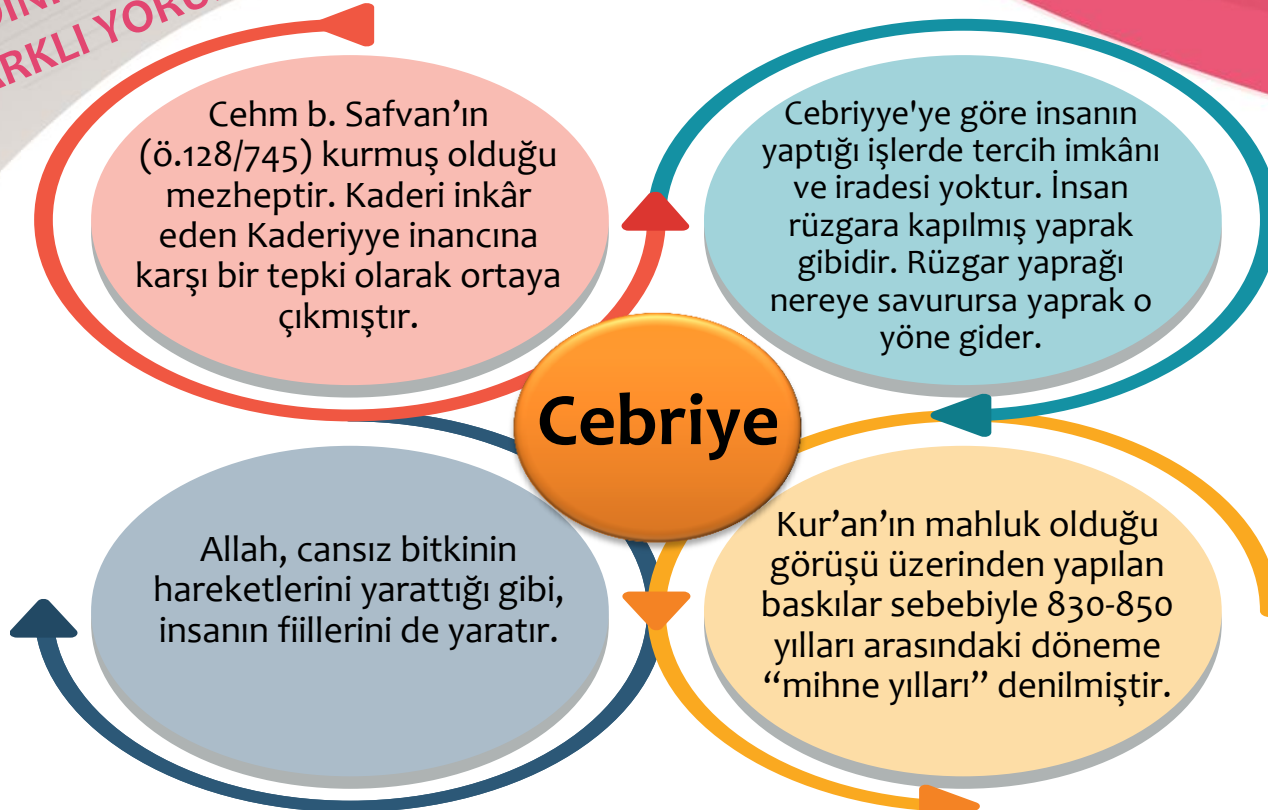 Cehm b. Safvan’ın
(ö.128/745) kurmuş olduğu
mezheptir. Kaderi inkâr
eden Kaderiyye inancına
karşı bir tepki olarak ortaya
çıkmıştır.
Cebriyye'ye göre insanın
yaptığı işlerde tercih imkânı
ve iradesi yoktur. İnsan
rüzgara kapılmış yaprak
gibidir. Rüzgar yaprağı
nereye savurursa yaprak o
yöne gider.
Cebriye
Allah, cansız bitkinin
hareketlerini yarattığı gibi,
insanın fiillerini de yaratır.
Kur’an’ın mahluk olduğu
görüşü üzerinden yapılan
baskılar sebebiyle 830-850
yılları arasındaki döneme
“mihne yılları” denilmiştir.